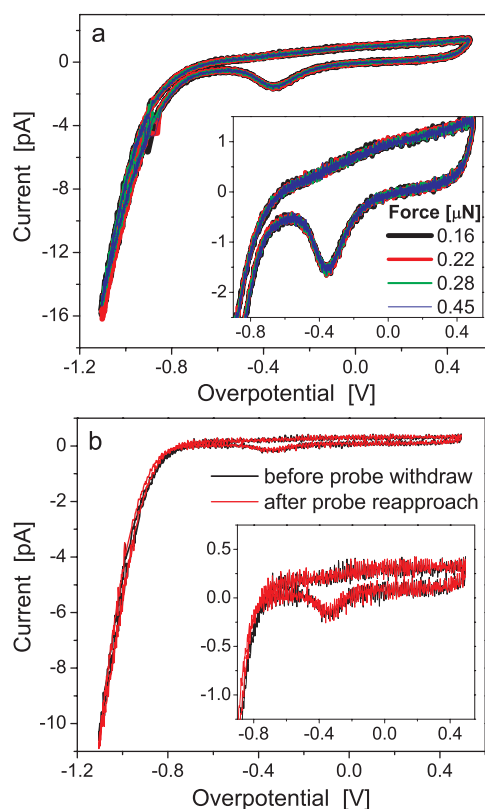 a
0
-4
-8
-12
-16
Current [pA]
1
0
-1
-2
Force [μN]
0.16
0.22
0.28
0.45
-0.8 -0.4 0.0 0.4
-1.2 -0.8 -0.4 0.0 0.4
Overpotential [V]
b
0
-2
-4
-6
-8
-10
Current [pA]
before probe withdraw
after probe reapproach
0.5
0.0
-0.5
-1.0
-0.8 -0.4 0.0 0.4
-1.2 -0.8 -0.4 0.0 0.4
Overpotential [V]